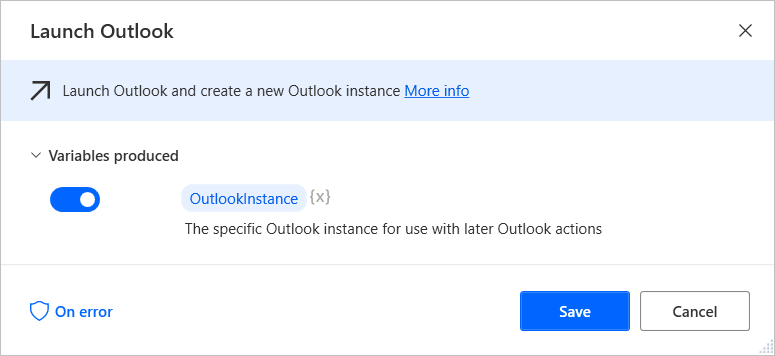 Launch Outlook
Launch Outlook and create a new Outlook instance More info
Variables produced
OutlookInstance {x}
The specific Outlook instance for use with later Outlook actions
On error
Save
Cancel